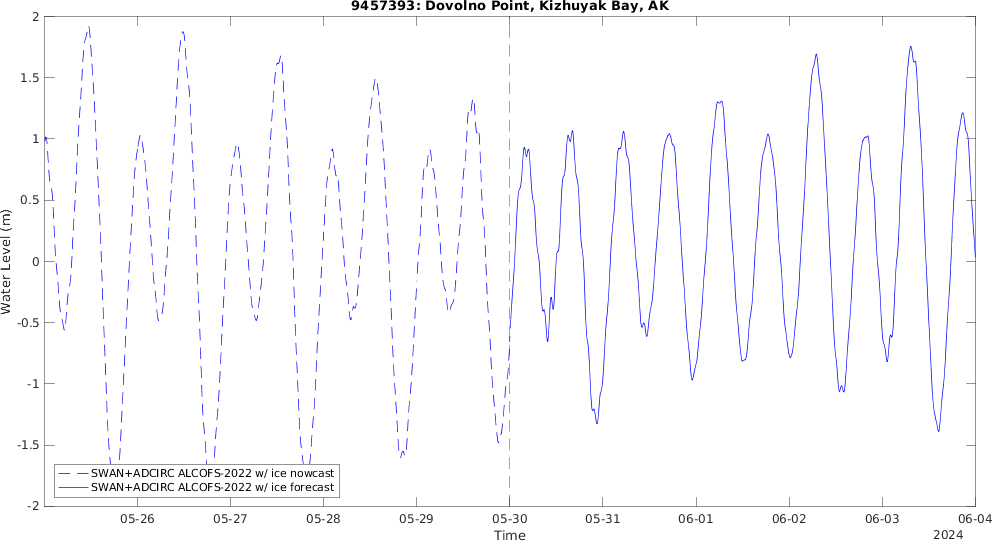 9457393: Dovolno Point, Kizhuyak Bay, AK
2
1.5
1
0.5
0
-0.5
-1
-1.5
-2
Water Level (m)
SWAN+ADCIRC ALCOFS-2022 w/ ice nowcast
SWAN+ADCIRC ALCOFS-2022 w/ ice forecast
05-26 05-27 05-28 05-29 05-30 05-31 06-01 06-02 06-03 06-04
Time
2024